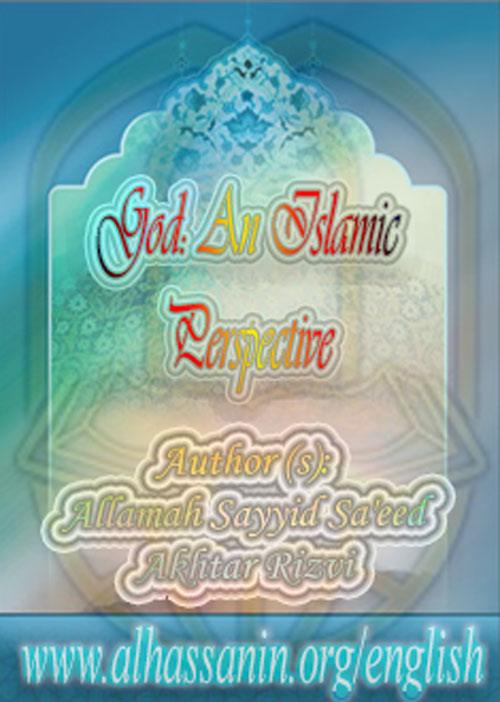 God: An Islamic
Perspective
Author (s):
Allamah Sayyid Sa'eed
Akhtar Rizvi
www.alhassanin.org/english